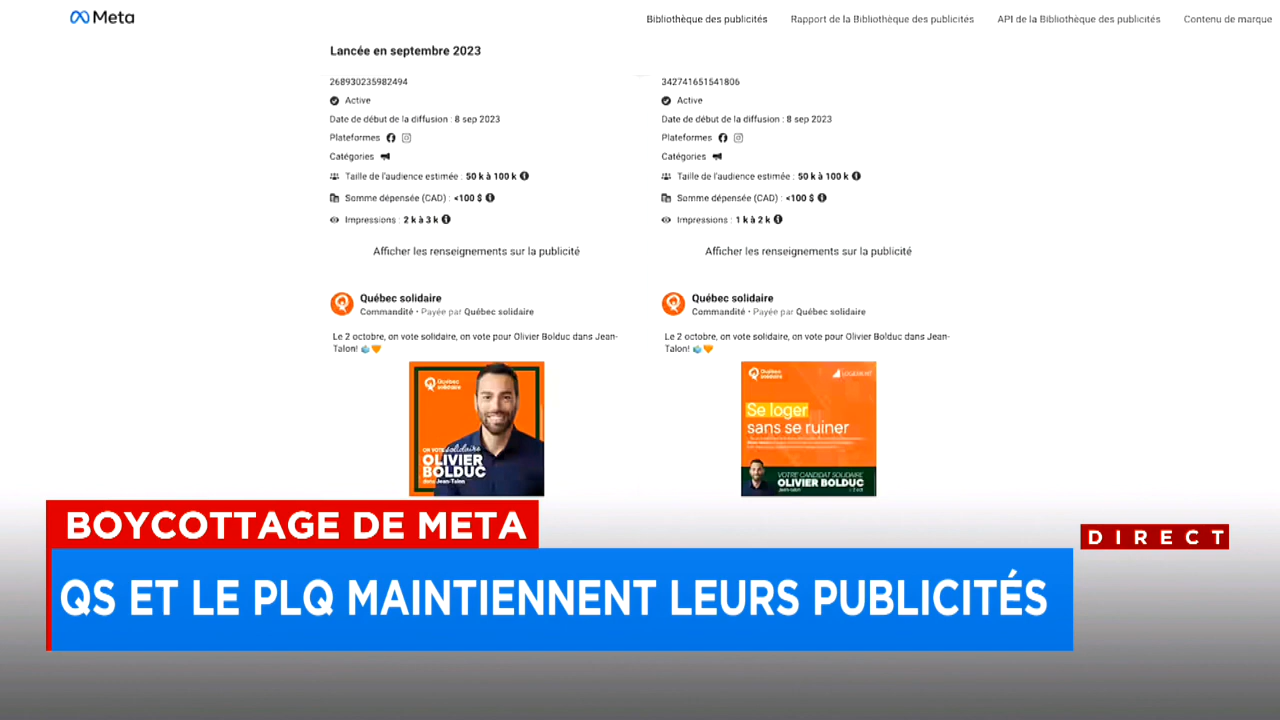 Meta
Bibliothèque des publicités
Rapport de la Bibliothèque des publicités
API de la Bibliothèque des publicités
Contenu de marque
Lancée en septembre 2023
268930235982494
Active
Date de début de la diffusion : 8 sep 2023
Plateformes
Catégories
Taille de l'audience estimée : 50 k à 100 k
Somme dépensée (CAD) : <100 $
Impressions : 2 k à 3 k
Afficher les renseignements sur la publicité
Québec solidaire
Commandité • Payée par Québec solidaire
Le 2 octobre, on vote solidaire, on vote pour Olivier Bolduc dans Jean-
Talon!
Québec
solidaire
ON VOTE solidaire
OLIVIER
BOLDUC
dans Jean-Talon
342741651541806
Active
Date de début de la diffusion : 8 sep 2023
Plateformes
Catégories
Taille de l'audience estimée : 50 k à 100 k
Somme dépensée (CAD) : <100 $
Impressions : 1 k à 2 k
Afficher les renseignements sur la publicité
Québec solidaire
Commandité • Payée par Québec solidaire
Le 2 octobre, on vote solidaire, on vote pour Olivier Bolduc dans Jean-
Talon!
Québec
solidaire
LOGEMENT
Se loger
sans se ruiner
VOTRE CANDIDAT SOLIDAIRE
OLIVIER BOLDUC
BOYCOTTAGE DE META
DIRECT
QS ET LE PLQ MAINTIENNENT LEURS PUBLICITÉS